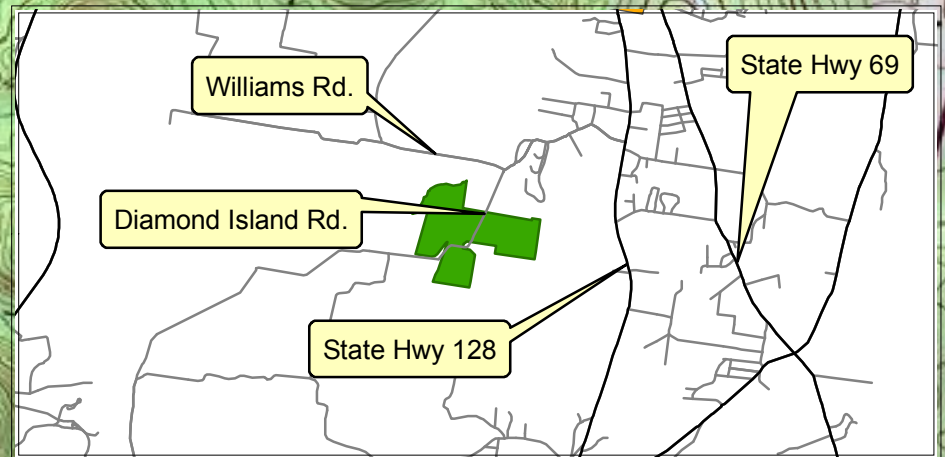 State Hwy 69
Williams Rd.
Diamond Island Rd.
State Hwy 128